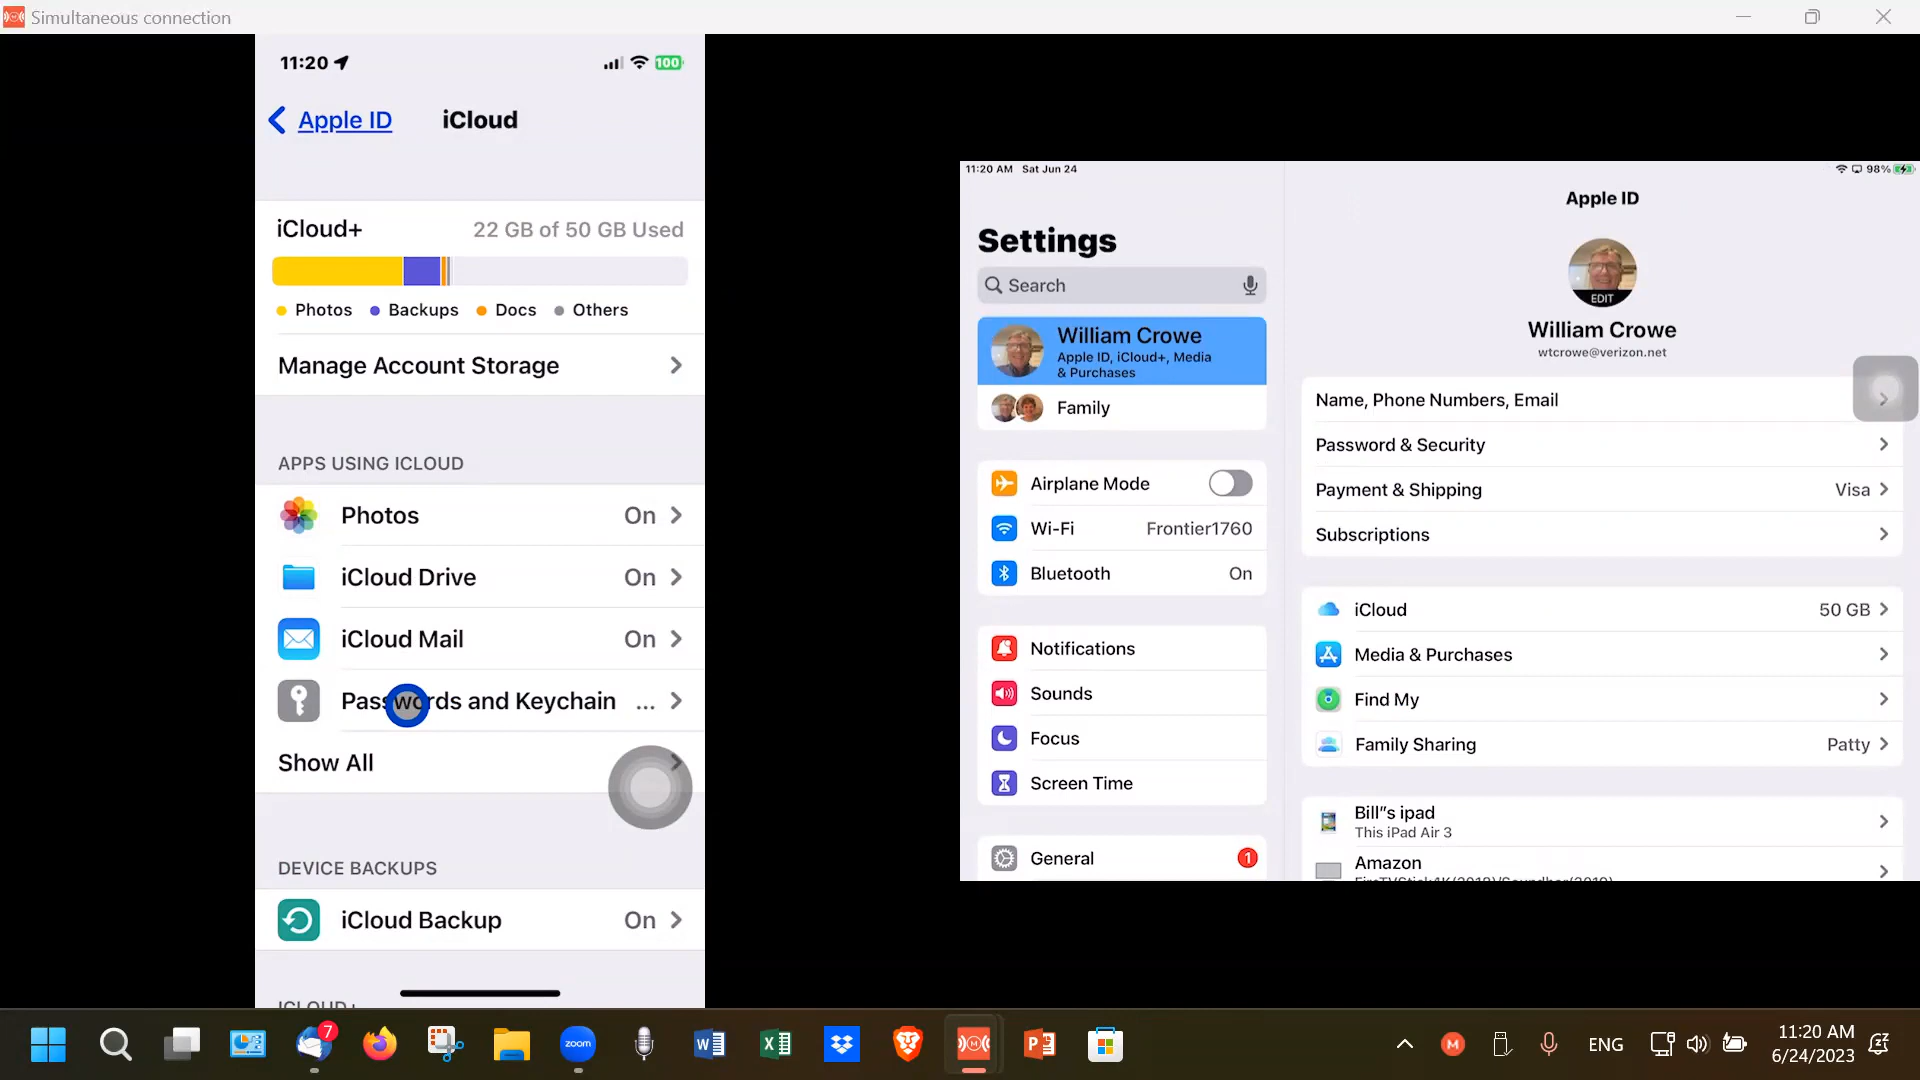 Simultaneous connection
11:20
100
Apple ID
iCloud
iCloud+
22 GB of 50 GB Used
Photos
Backups
Docs
Others
Manage Account Storage
APPS USING ICLOUD
Photos
On
iCloud Drive
On
iCloud Mail
On
Passwords and Keychain
...
Show All
DEVICE BACKUPS
iCloud Backup
On
ICLOUD+
11:20 AM Sat Jun 24
98%
Settings
Search
William Crowe
Apple ID, iCloud+, Media
& Purchases
Family
Airplane Mode
Wi-Fi
Frontier1760
Bluetooth
On
Notifications
Sounds
Focus
Screen Time
General
1
Apple ID
EDIT
William Crowe
wtcrowe@verizon.net
Name, Phone Numbers, Email
Password & Security
Payment & Shipping
Visa
Subscriptions
iCloud
50 GB
Media & Purchases
Find My
Family Sharing
Patty
Bill"s ipad
This iPad Air 3
Amazon
7
zoom
ENG
11:20 AM
6/24/2023